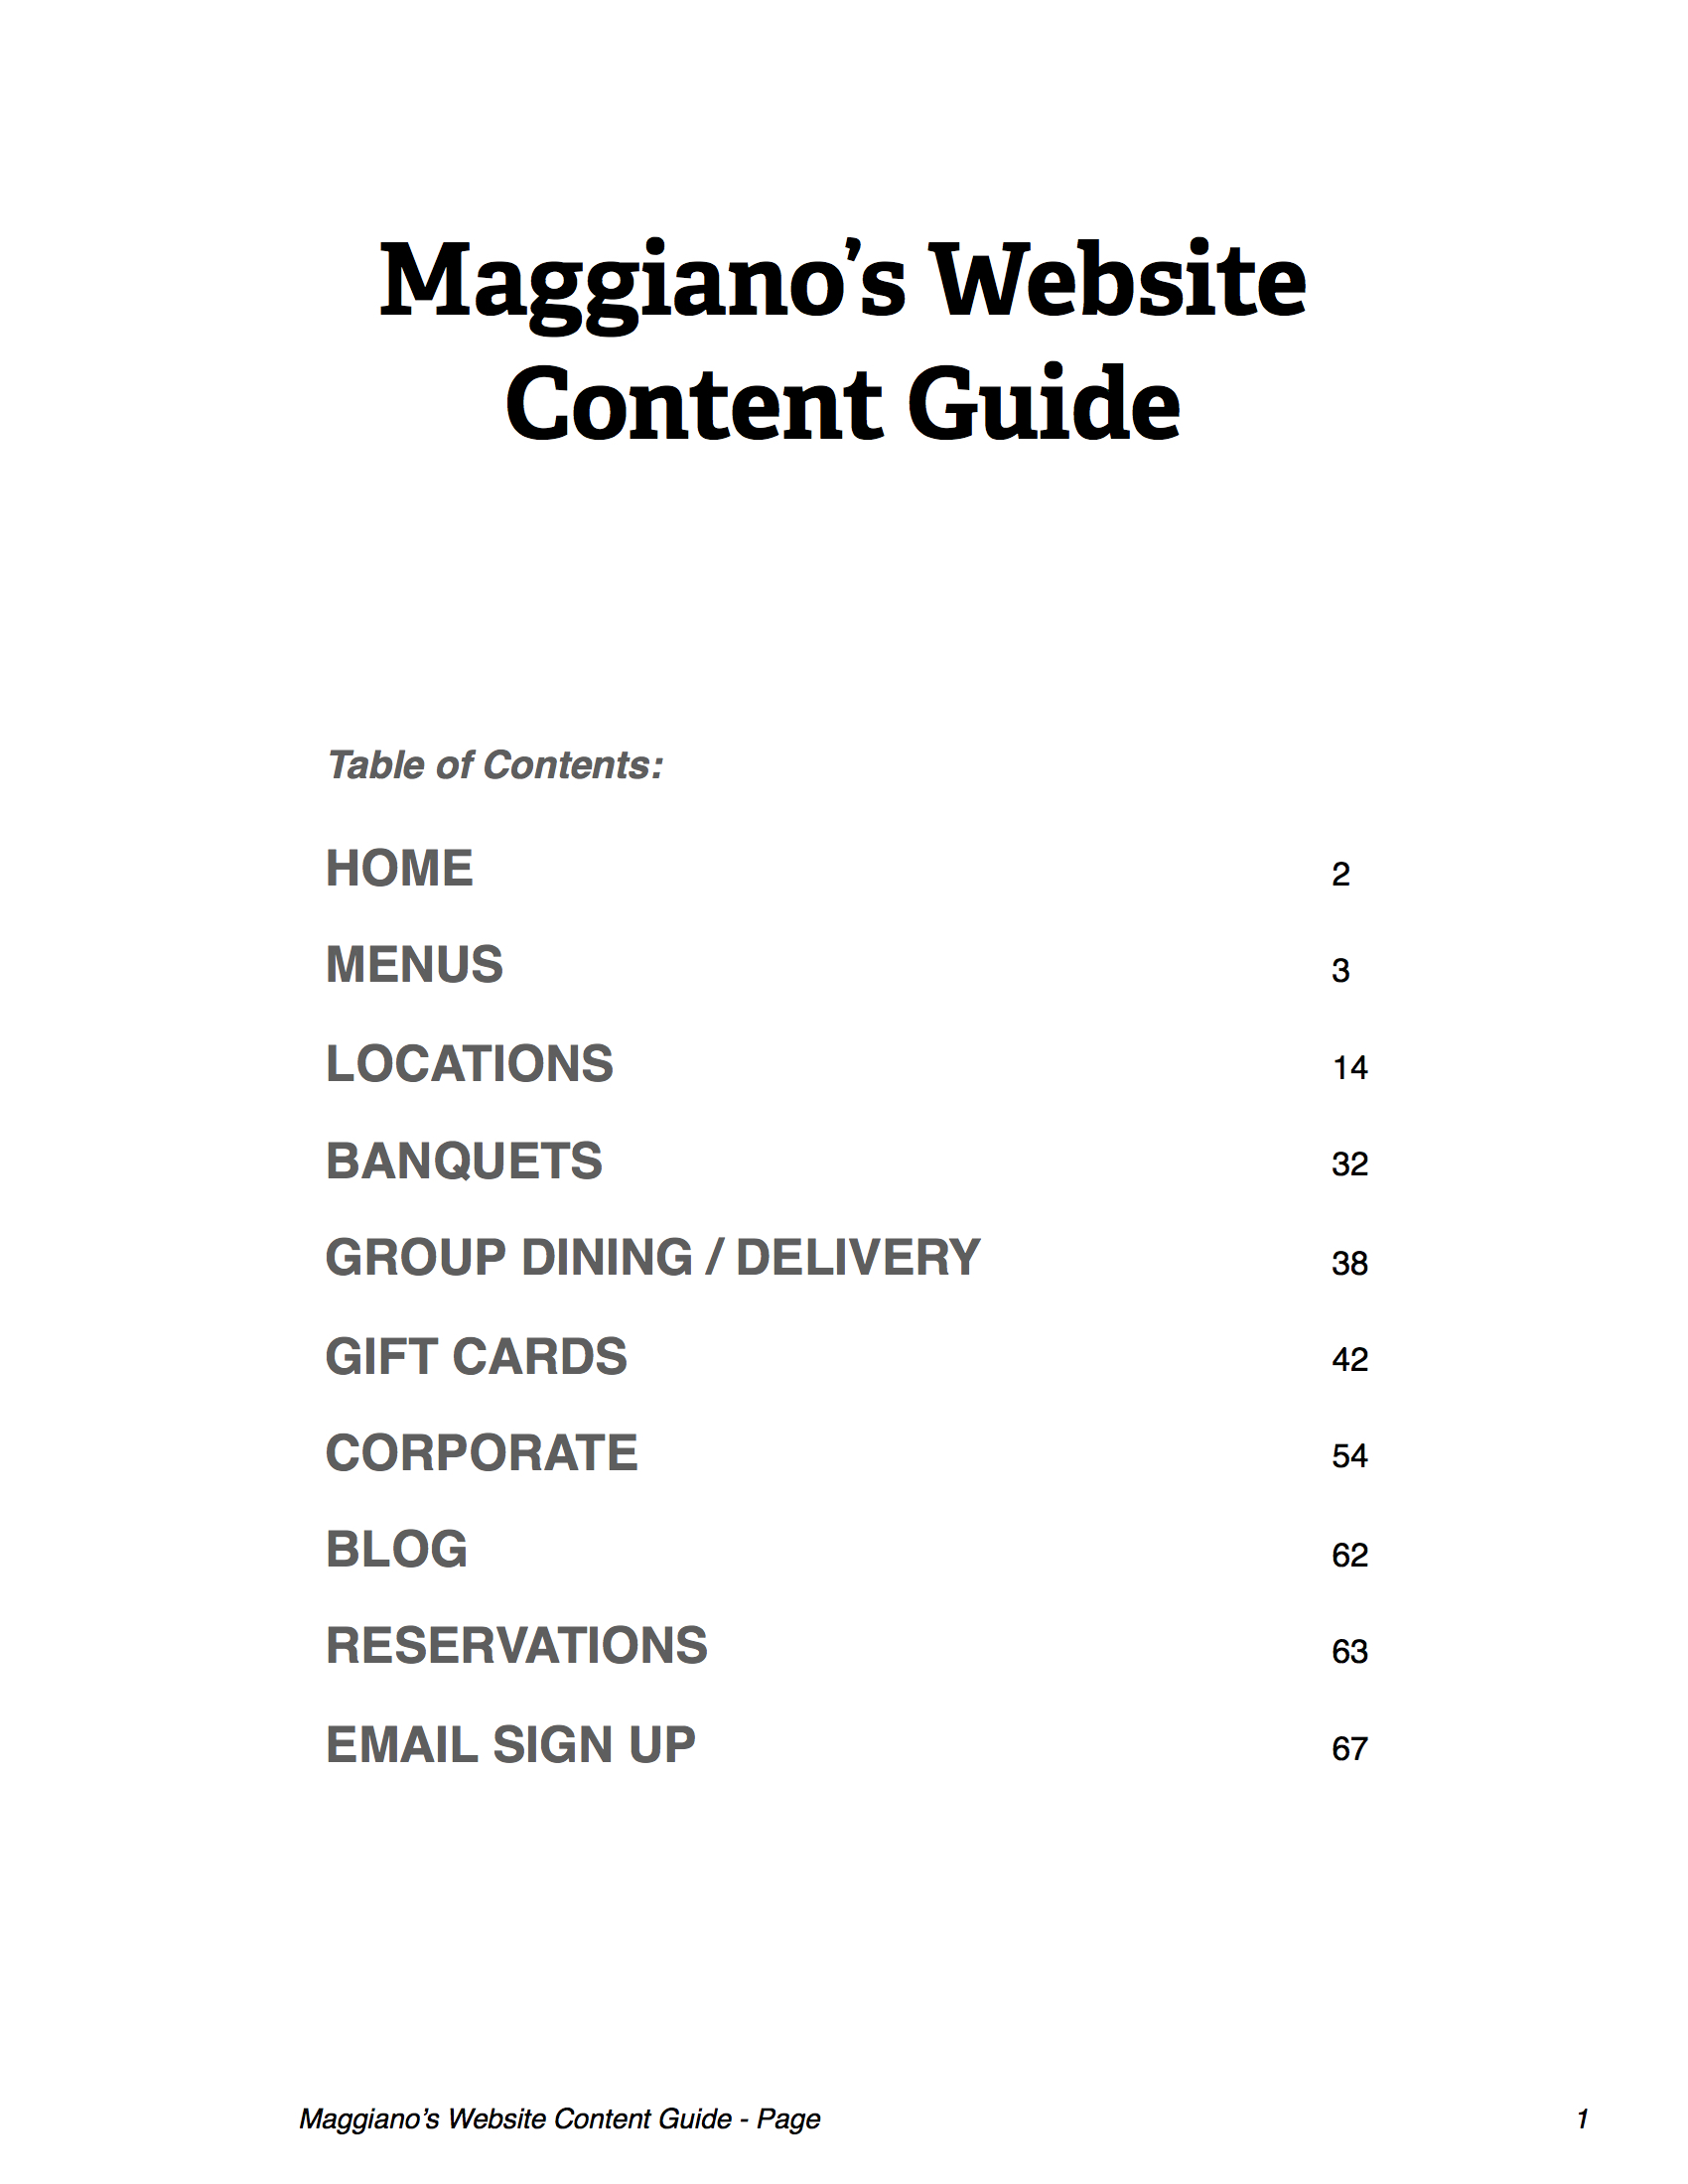 Maggiano’s Website
Content Guide
Table of Contents:
HOME 2
MENUS 3
LOCATIONS 14
BANQUETS 32
GROUP DINING / DELIVERY 38
GIFT CARDS 42
CORPORATE 54
BLOG 62
RESERVATIONS 63
EMAIL SIGN UP 67
Maggiano’s Website Content Guide - Page 1